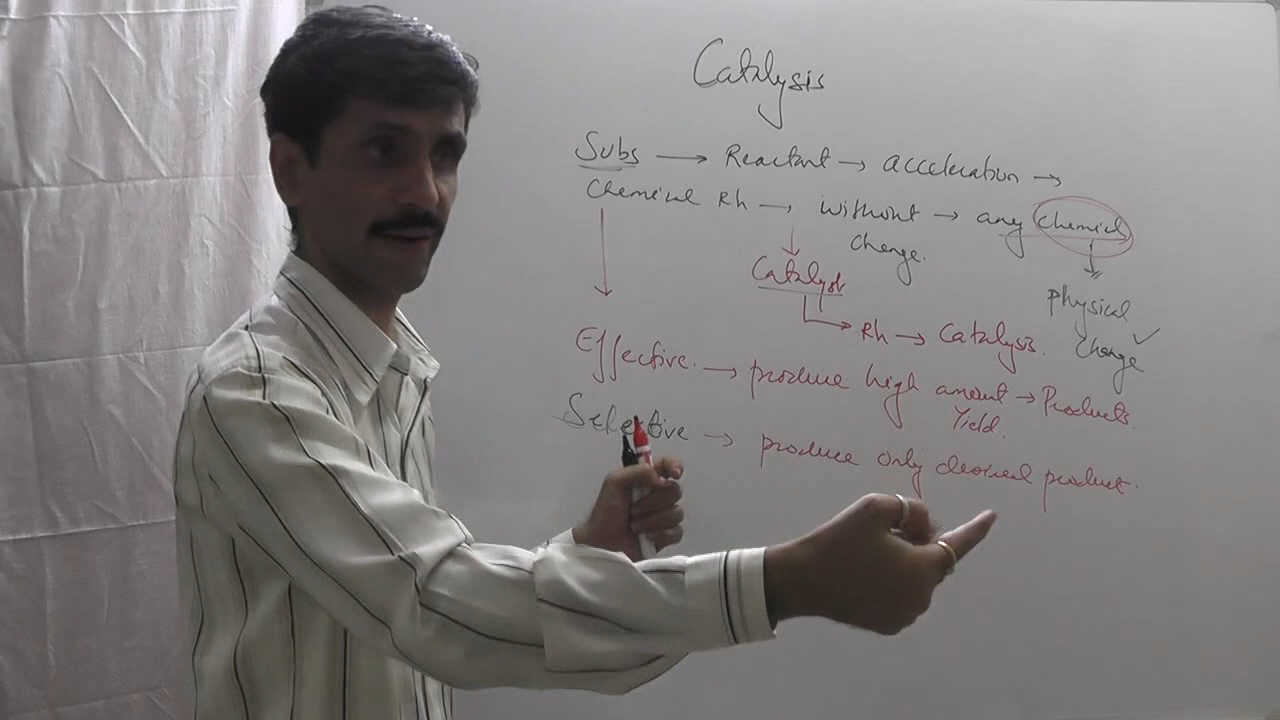 Catalysis
Subs → Reactant → acceleration →
Chemical Rn → without → any chemical
change.
Catalyst
Physical
Change ✓
→ Rn → Catalysis.
Effective. → produce high amount → Products.
Yield.
Selective → produce only desired product.